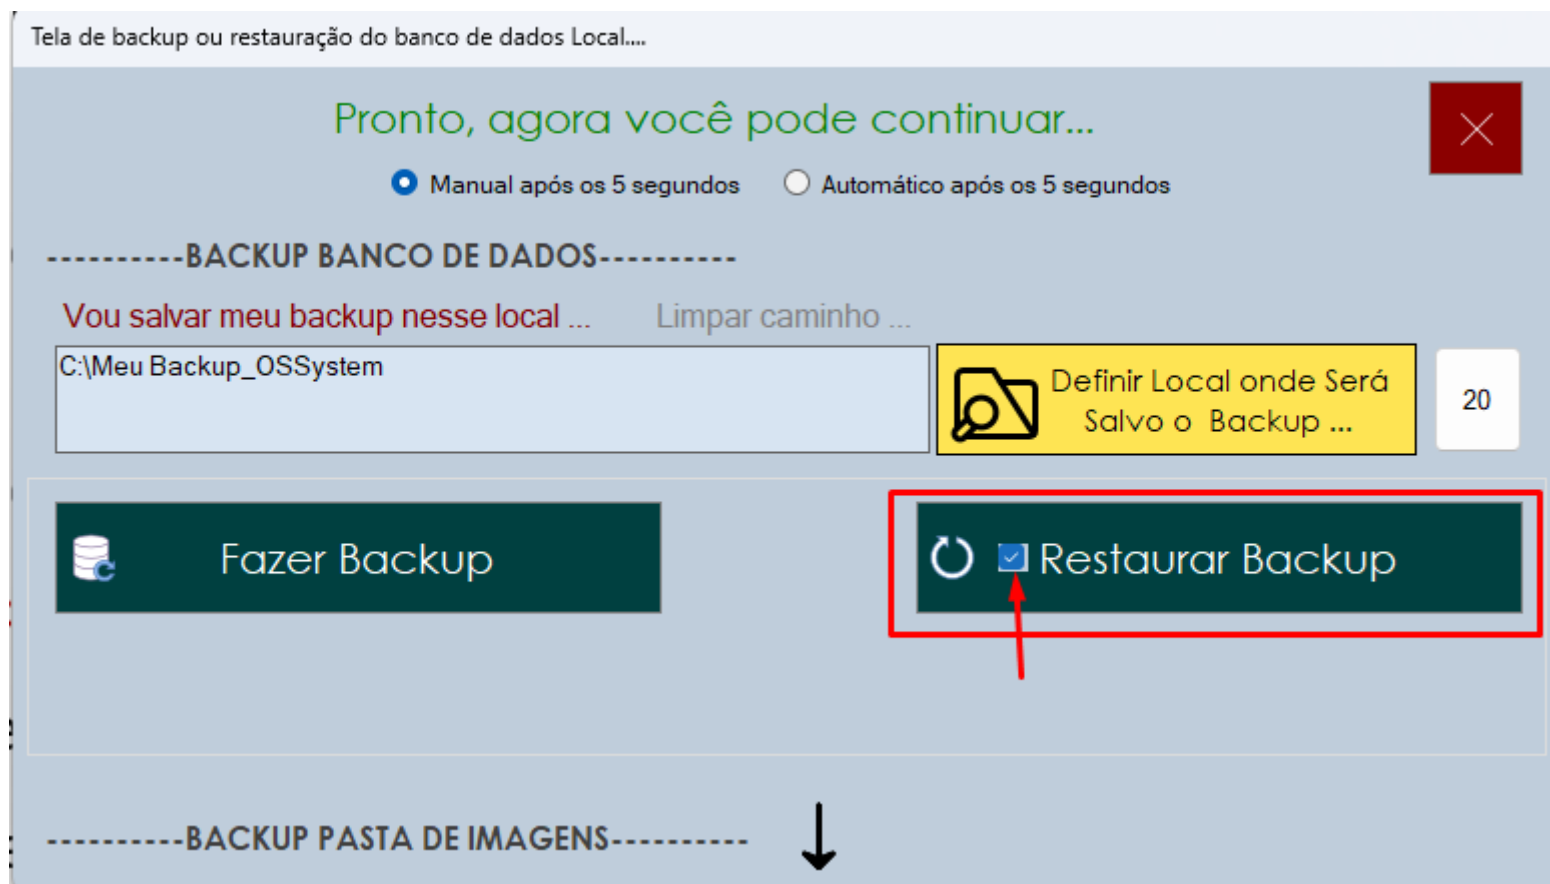 Tela de backup ou restauração do banco de dados Local....
Pronto, agora você pode continuar...
Manual após os 5 segundos
Automático após os 5 segundos
----------BACKUP BANCO DE DADOS----------
Vou salvar meu backup nesse local ...
Limpar caminho ...
C:\Meu Backup_OSSystem
Definir Local onde Será
Salvo o Backup ...
20
Fazer Backup
Restaurar Backup
----------BACKUP PASTA DE IMAGENS----------